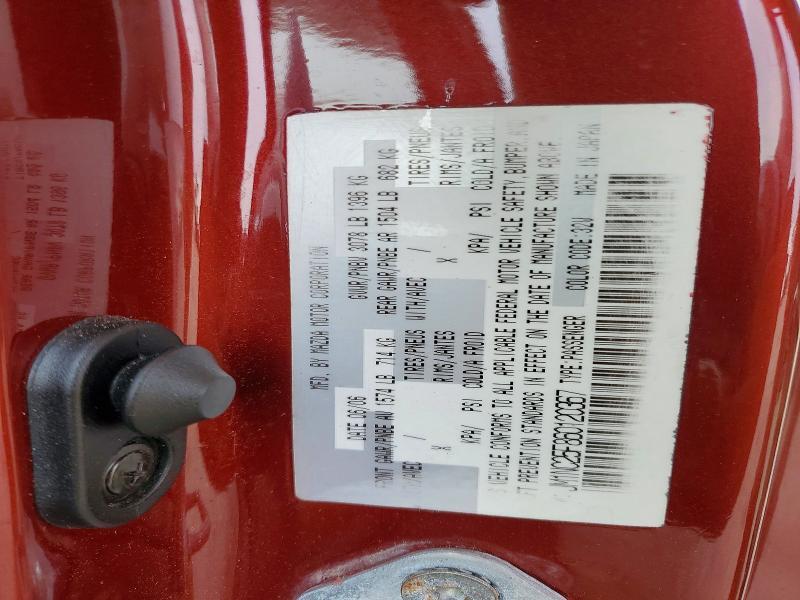 MFD. BY MAZDA MOTOR CORPORATION
DATE 06/06 GVWR/PNBV 3078 LB 1396 KG
FRONT GAWR/PNBE AV 1574 LB 714 KG REAR GAWR/PNBE AR 1504 LB 682 KG
/AVEC TIRES/PNEUS WITH/AVEC TIRES/PNEU
/ RIMS/JANTES / RIMS/JANTES
X X
KPA/ PSI COLD/A FROID KPA/ PSI COLD/A FROID
S VEHICLE CONFORMS TO ALL APPLICABLE FEDERAL MOTOR VEHICLE SAFETY BUMPER AND
FT PREVENTION STANDARDS IN EFFECT ON THE DATE OF MANUFACTURE SHOWN
JM1NC25F660120367 TYPE:PASSENGER COLOR CODE:32V MADE IN JAPAN